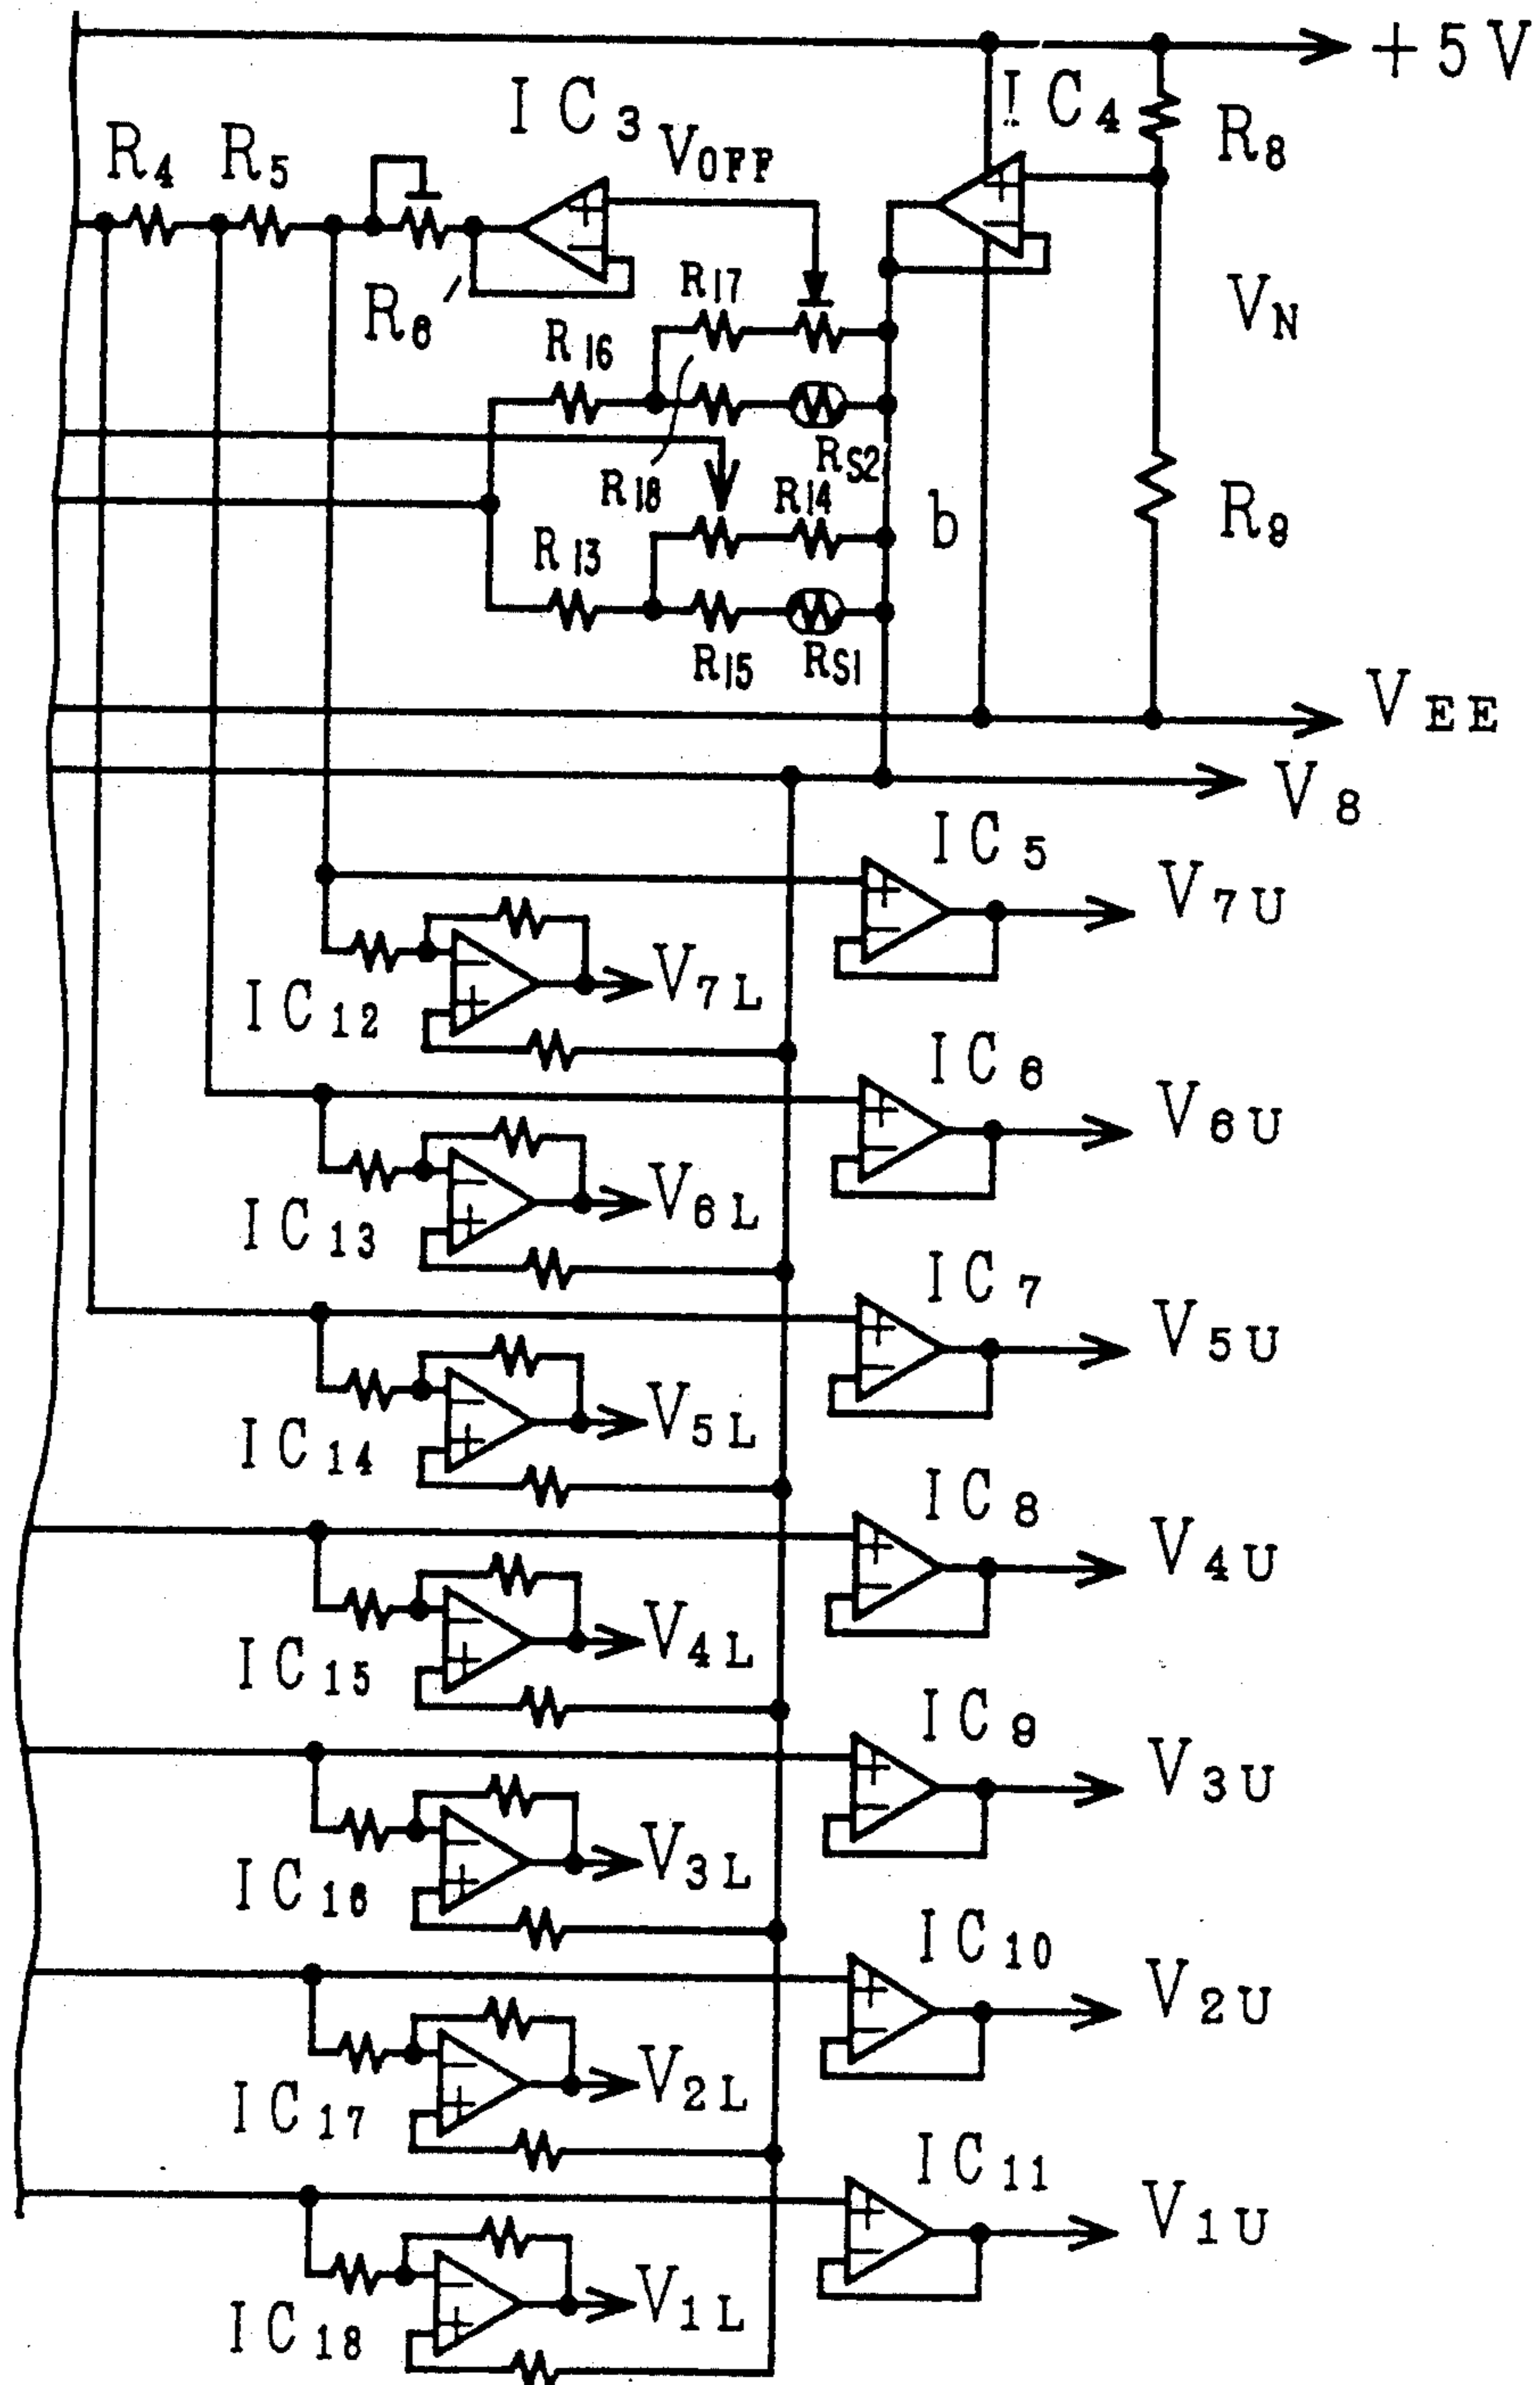 +5V
IC3
IC4
R4
R5
VOFF
R8
R6
R17
VN
R16
RS2
R18
R14
b
R9
R13
R15
RS1
VEE
V8
IC5
V7U
IC12
V7L
IC6
V6U
IC13
V6L
IC7
V5U
IC14
V5L
IC8
V4U
IC15
V4L
IC9
V3U
IC16
V3L
IC10
V2U
IC17
V2L
IC11
V1U
IC18
V1L